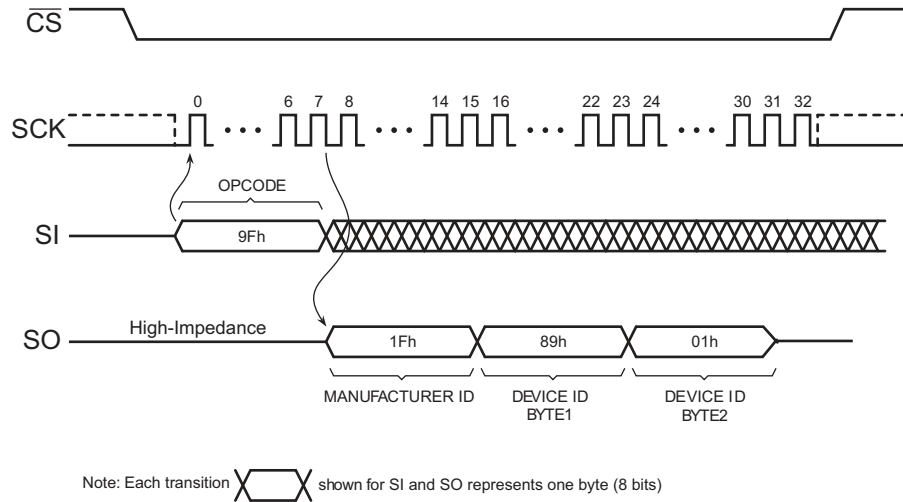 CS
SCK
0 6 7 8 14 15 16 22 23 24 30 31 32
OPCODE
SI
9Fh
High-Impedance
SO
1Fh 89h 01h
MANUFACTURER ID DEVICE ID DEVICE ID
BYTE1 BYTE2
Note: Each transition shown for SI and SO represents one byte (8 bits)